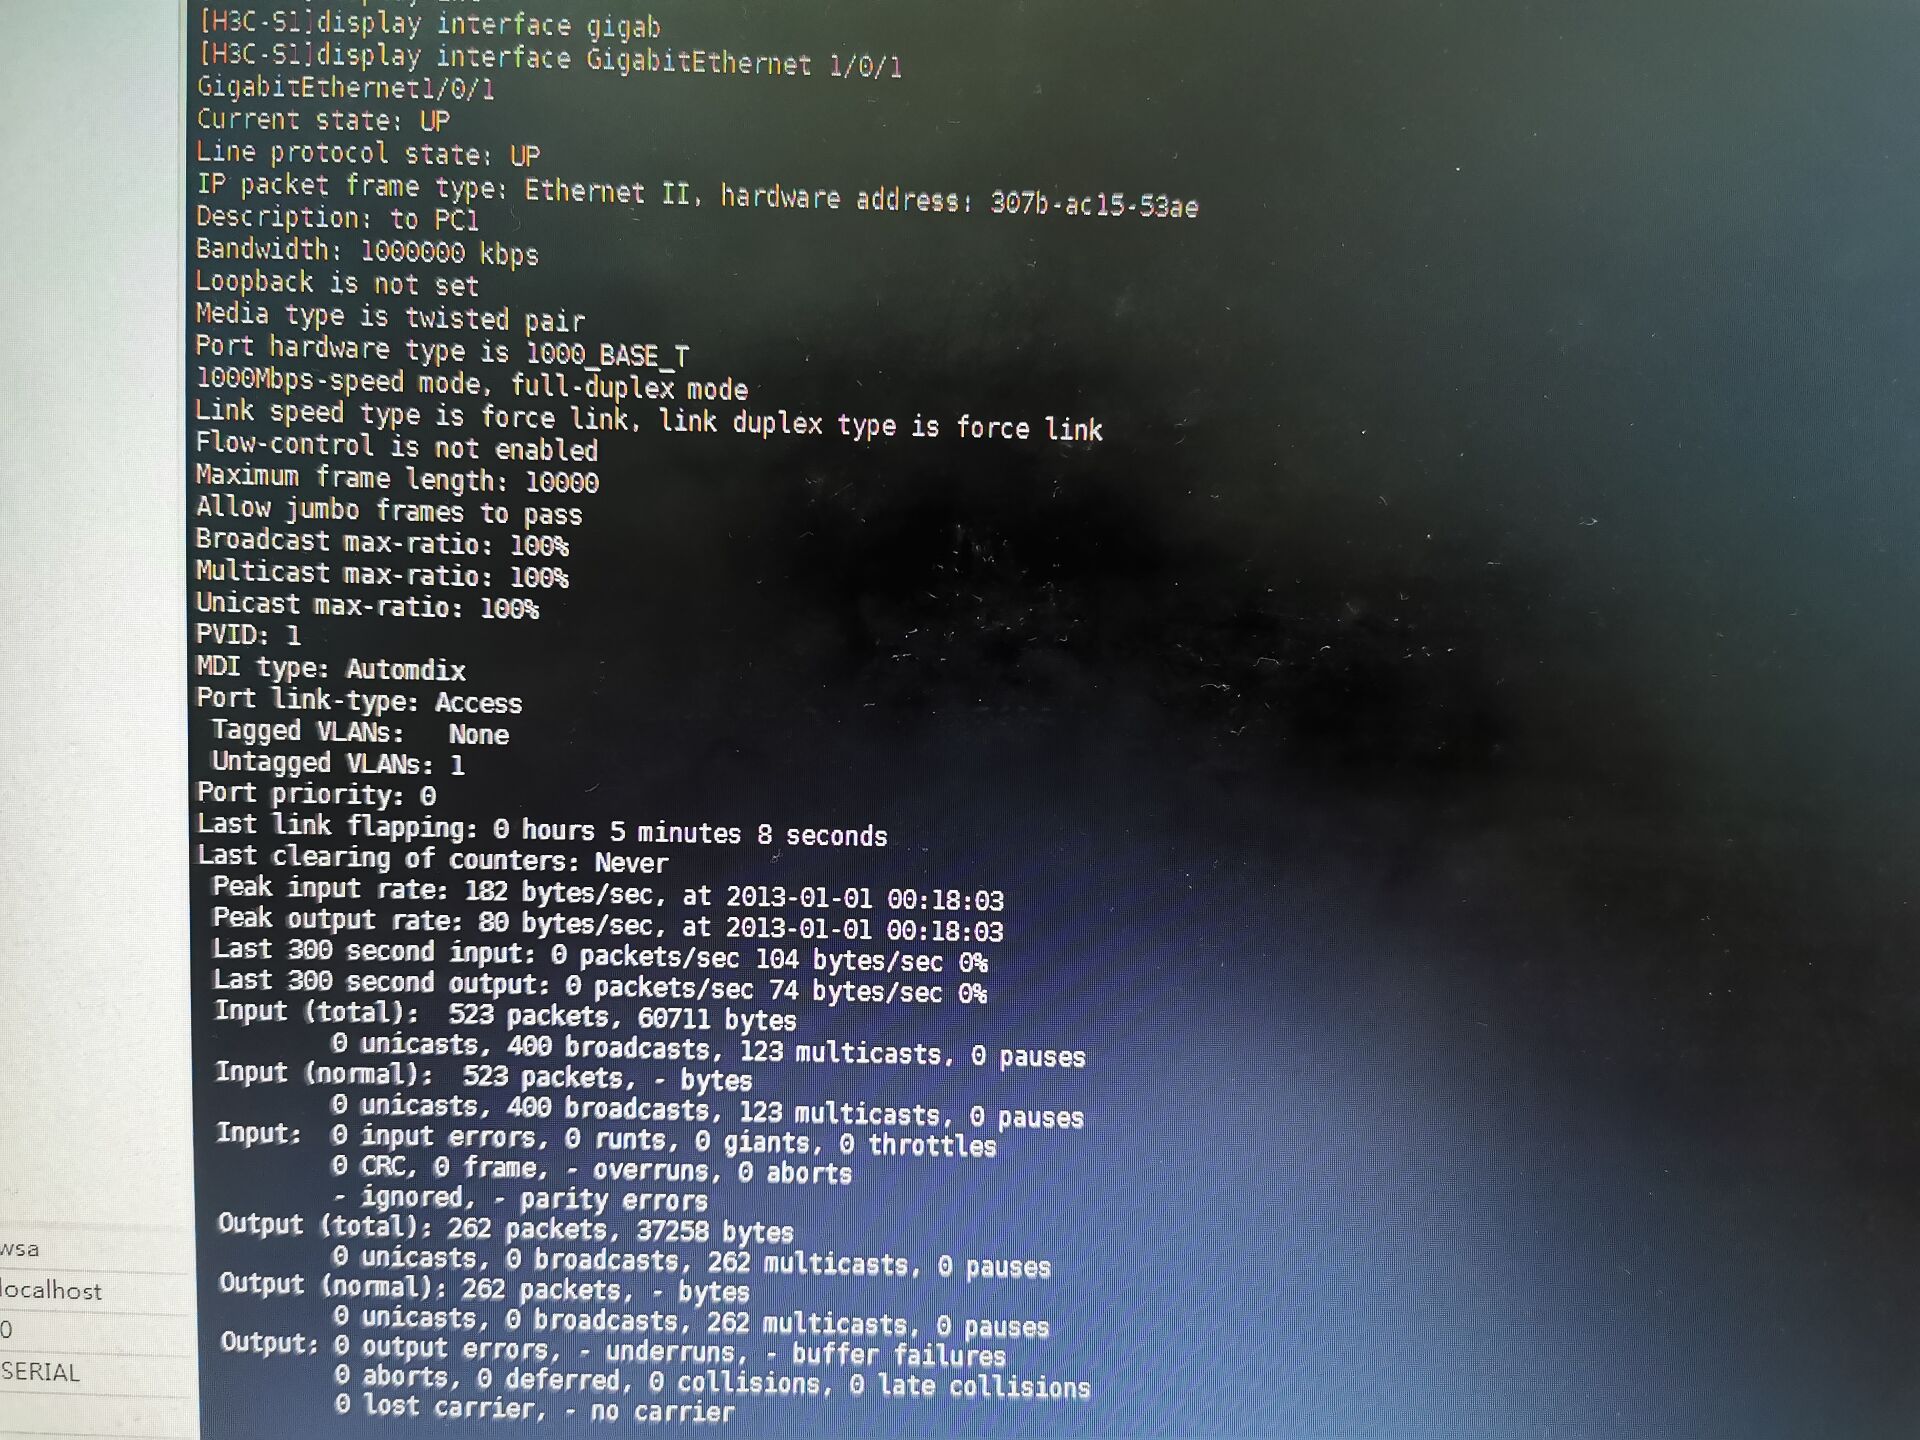 [H3C-S1]display interface gigab
[H3C-S1]display interface GigabitEthernet 1/0/1
GigabitEthernet1/0/1
Current state: UP
Line protocol state: UP
IP packet frame type: Ethernet II, hardware address: 307b-ac15-53ae
Description: to PC1
Bandwidth: 1000000 kbps
Loopback is not set
Media type is twisted pair
Port hardware type is 1000_BASE_T
1000Mbps-speed mode, full-duplex mode
Link speed type is force link, link duplex type is force link
Flow-control is not enabled
Maximum frame length: 10000
Allow jumbo frames to pass
Broadcast max-ratio: 100%
Multicast max-ratio: 100%
Unicast max-ratio: 100%
PVID: 1
MDI type: Automdix
Port link-type: Access
 Tagged VLANs:   None
 Untagged VLANs: 1
Port priority: 0
Last link flapping: 0 hours 5 minutes 8 seconds
Last clearing of counters: Never
 Peak input rate: 182 bytes/sec, at 2013-01-01 00:18:03
 Peak output rate: 80 bytes/sec, at 2013-01-01 00:18:03
 Last 300 second input: 0 packets/sec 104 bytes/sec 0%
 Last 300 second output: 0 packets/sec 74 bytes/sec 0%
 Input (total):  523 packets, 60711 bytes
         0 unicasts, 400 broadcasts, 123 multicasts, 0 pauses
 Input (normal):  523 packets, - bytes
         0 unicasts, 400 broadcasts, 123 multicasts, 0 pauses
 Input:  0 input errors, 0 runts, 0 giants, 0 throttles
         0 CRC, 0 frame, - overruns, 0 aborts
         - ignored, - parity errors
 Output (total): 262 packets, 37258 bytes
         0 unicasts, 0 broadcasts, 262 multicasts, 0 pauses
 Output (normal): 262 packets, - bytes
         0 unicasts, 0 broadcasts, 262 multicasts, 0 pauses
 Output: 0 output errors, - underruns, - buffer failures
         0 aborts, 0 deferred, 0 collisions, 0 late collisions
         0 lost carrier, - no carrier
wsa
localhost
0
SERIAL